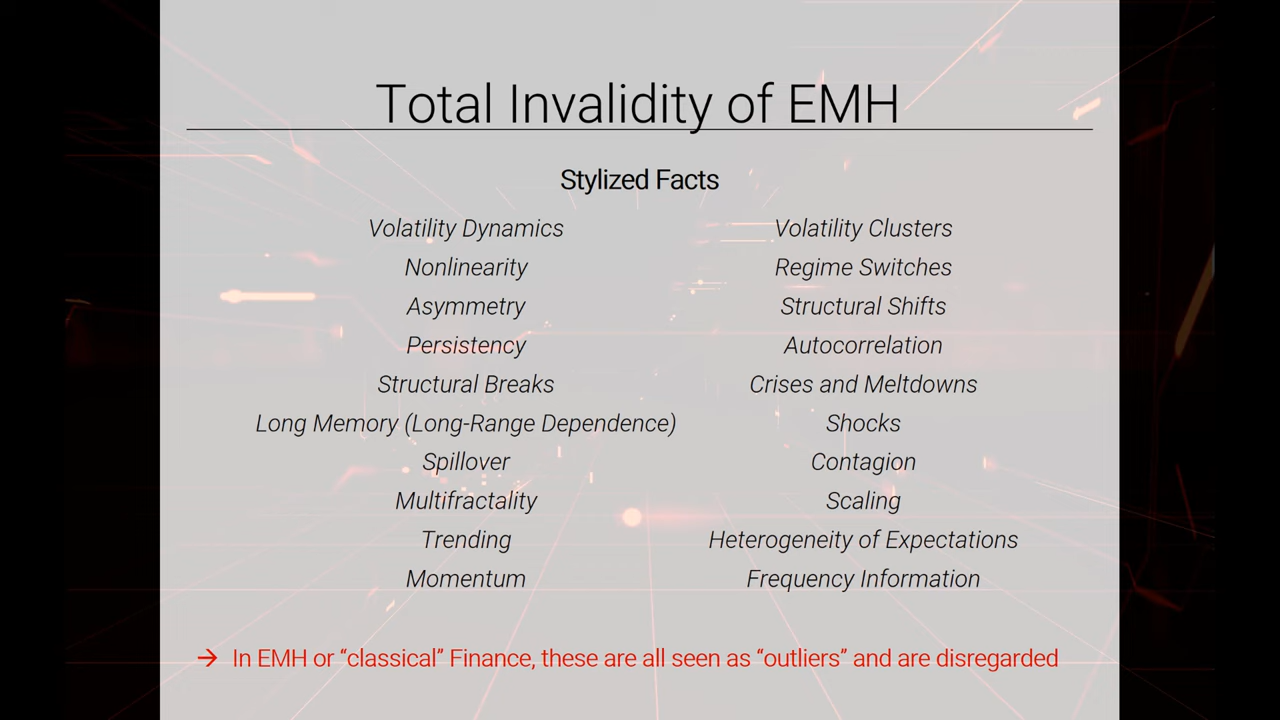 Total Invalidity of EMH
Stylized Facts
Volatility Dynamics
Nonlinearity
Asymmetry
Persistency
Structural Breaks
Long Memory (Long-Range Dependence)
Spillover
Multifractality
Trending
Momentum
Volatility Clusters
Regime Switches
Structural Shifts
Autocorrelation
Crises and Meltdowns
Shocks
Contagion
Scaling
Heterogeneity of Expectations
Frequency Information
→ In EMH or “classical” Finance, these are all seen as “outliers” and are disregarded